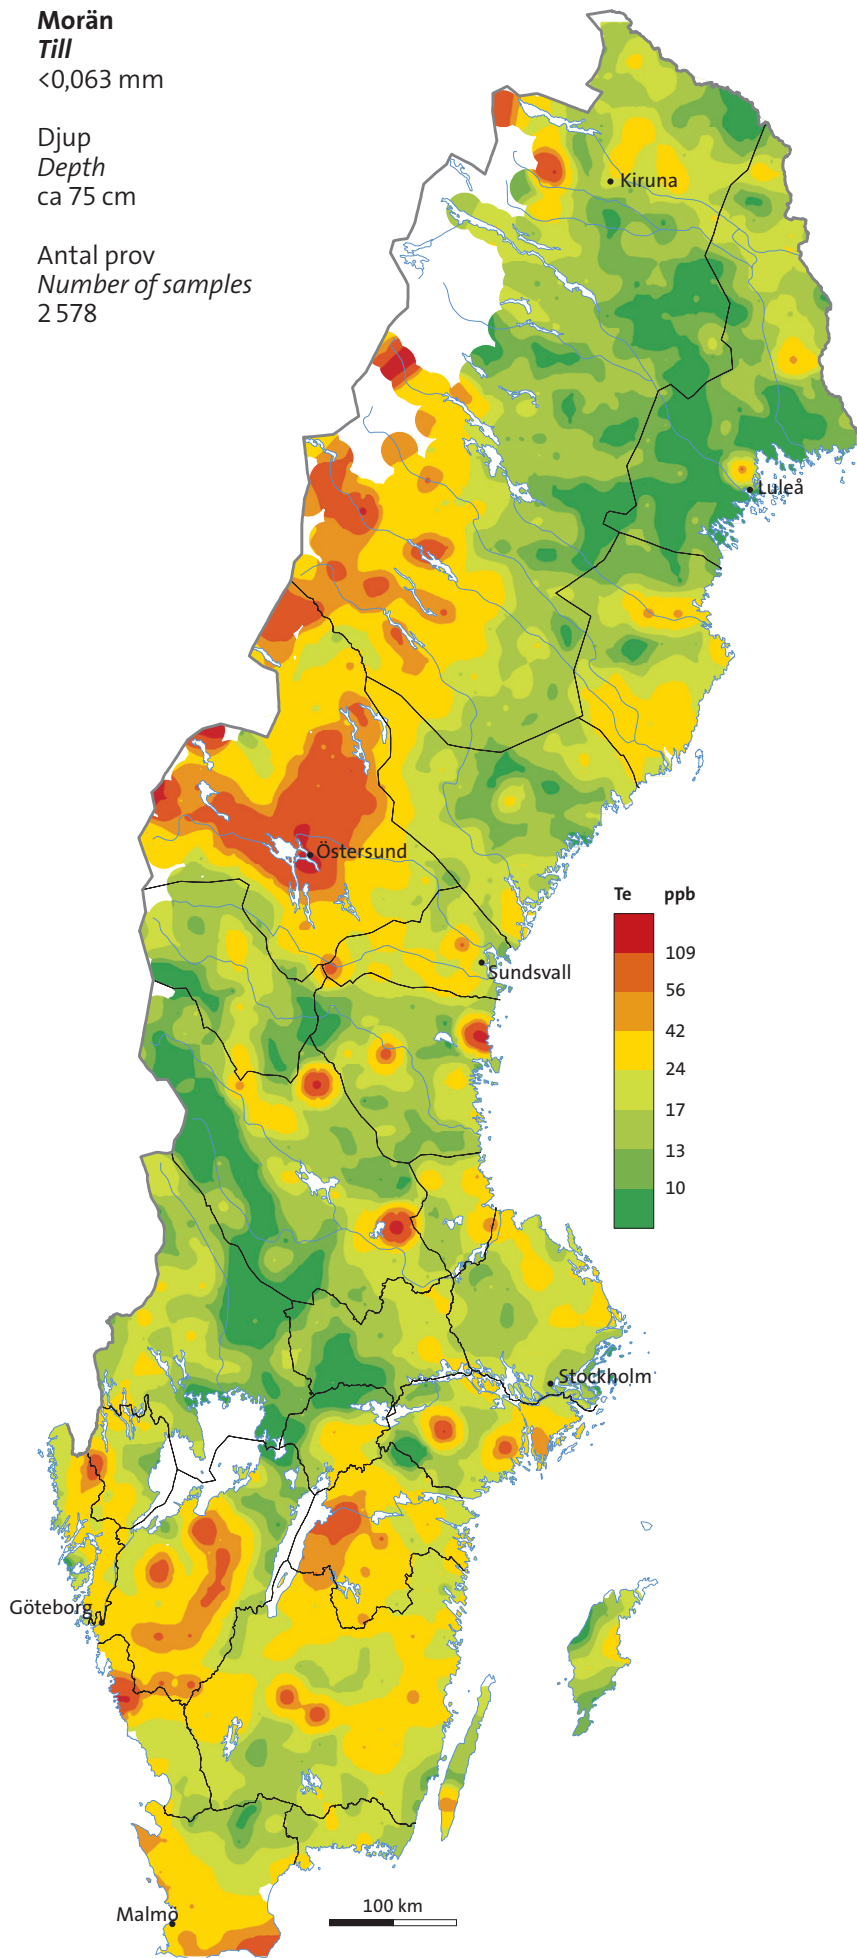 Morän
Till
<0,063 mm
Djup
Depth
ca 75 cm
Antal prov
Number of samples
2 578
Kiruna
Luleå
Östersund
Te ppb
109
56
42
24
17
13
10
Sundsvall
Stockholm
Göteborg
Malmö
100 km